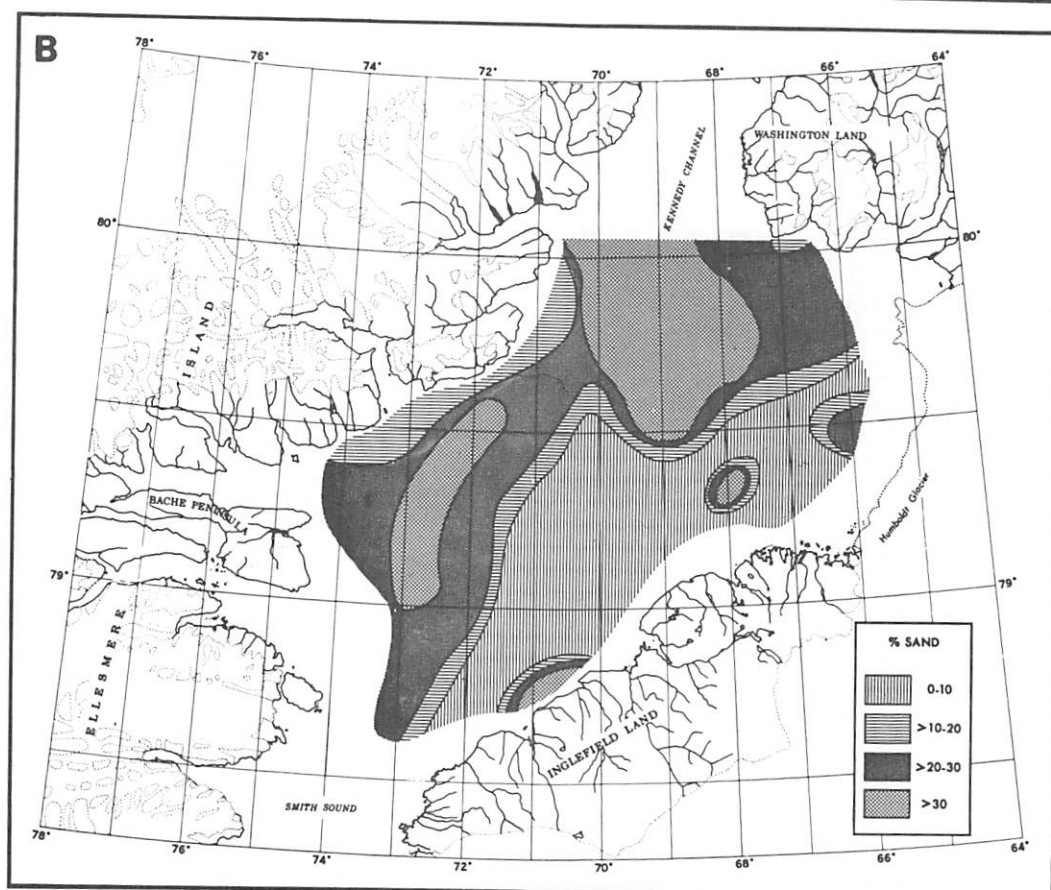 B
78° 76° 74° 72° 70° 68° 66° 64°
WASHINGTON LAND
KENNEDY CHANNEL
80° 80°
ISLAND
BACHE PENINSULA
Humboldt Glacier
79° 79°
ELLESMERE
% SAND
0-10
>10-20
>20-30
>30
INGLEFIELD LAND
SMITH SOUND
78° 76° 74° 72° 70° 68° 66° 64°